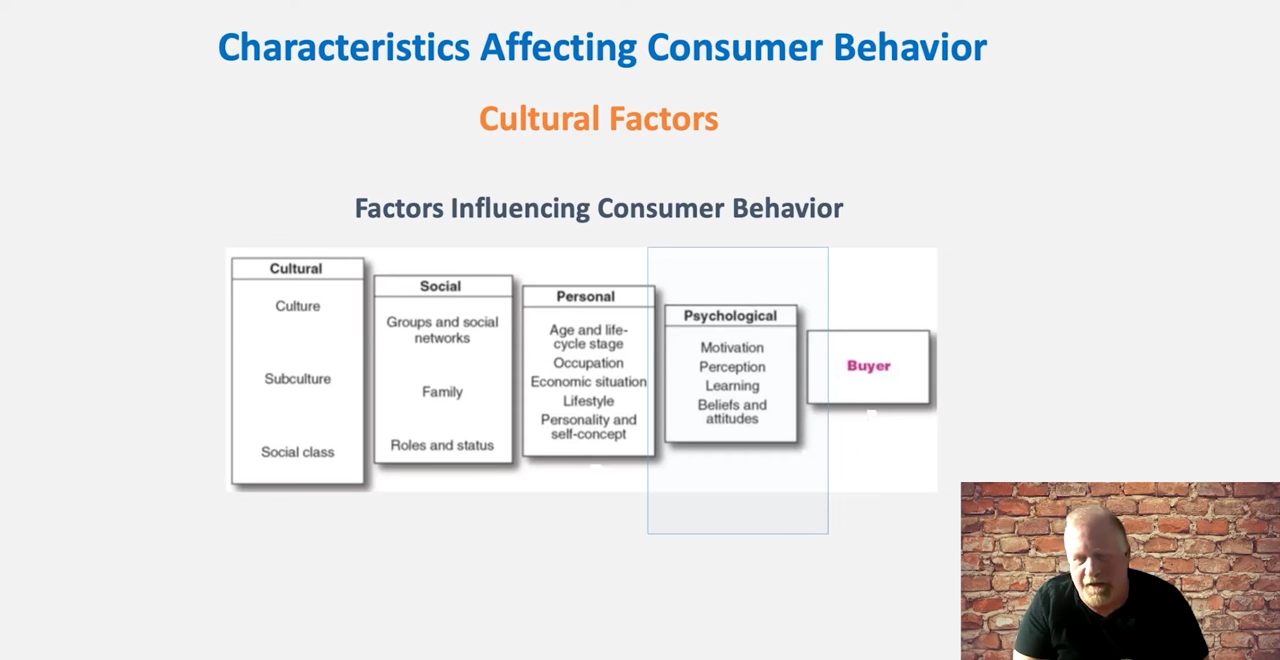 Characteristics Affecting Consumer Behavior
Cultural Factors
Factors Influencing Consumer Behavior
Cultural
Culture
Subculture
Social class
Social
Groups and social
networks
Family
Roles and status
Personal
Age and life-
cycle stage
Occupation
Economic situation
Lifestyle
Personality and
self-concept
Psychological
Motivation
Perception
Learning
Beliefs and
attitudes
Buyer